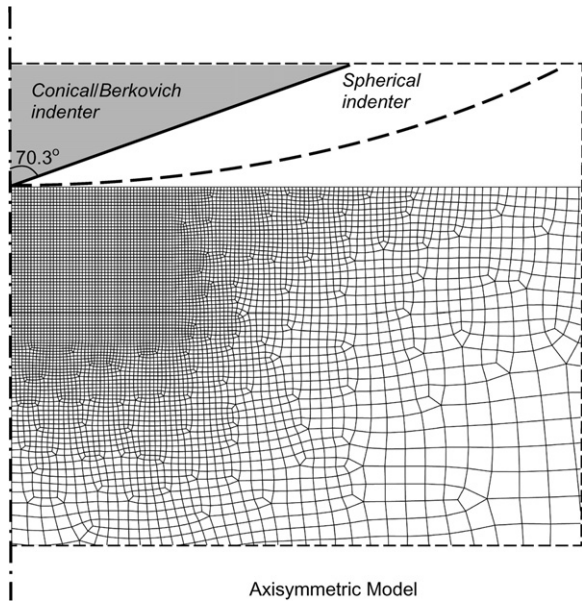 Conical/Berkovich
indenter
Spherical
indenter
70.3°
Axisymmetric Model